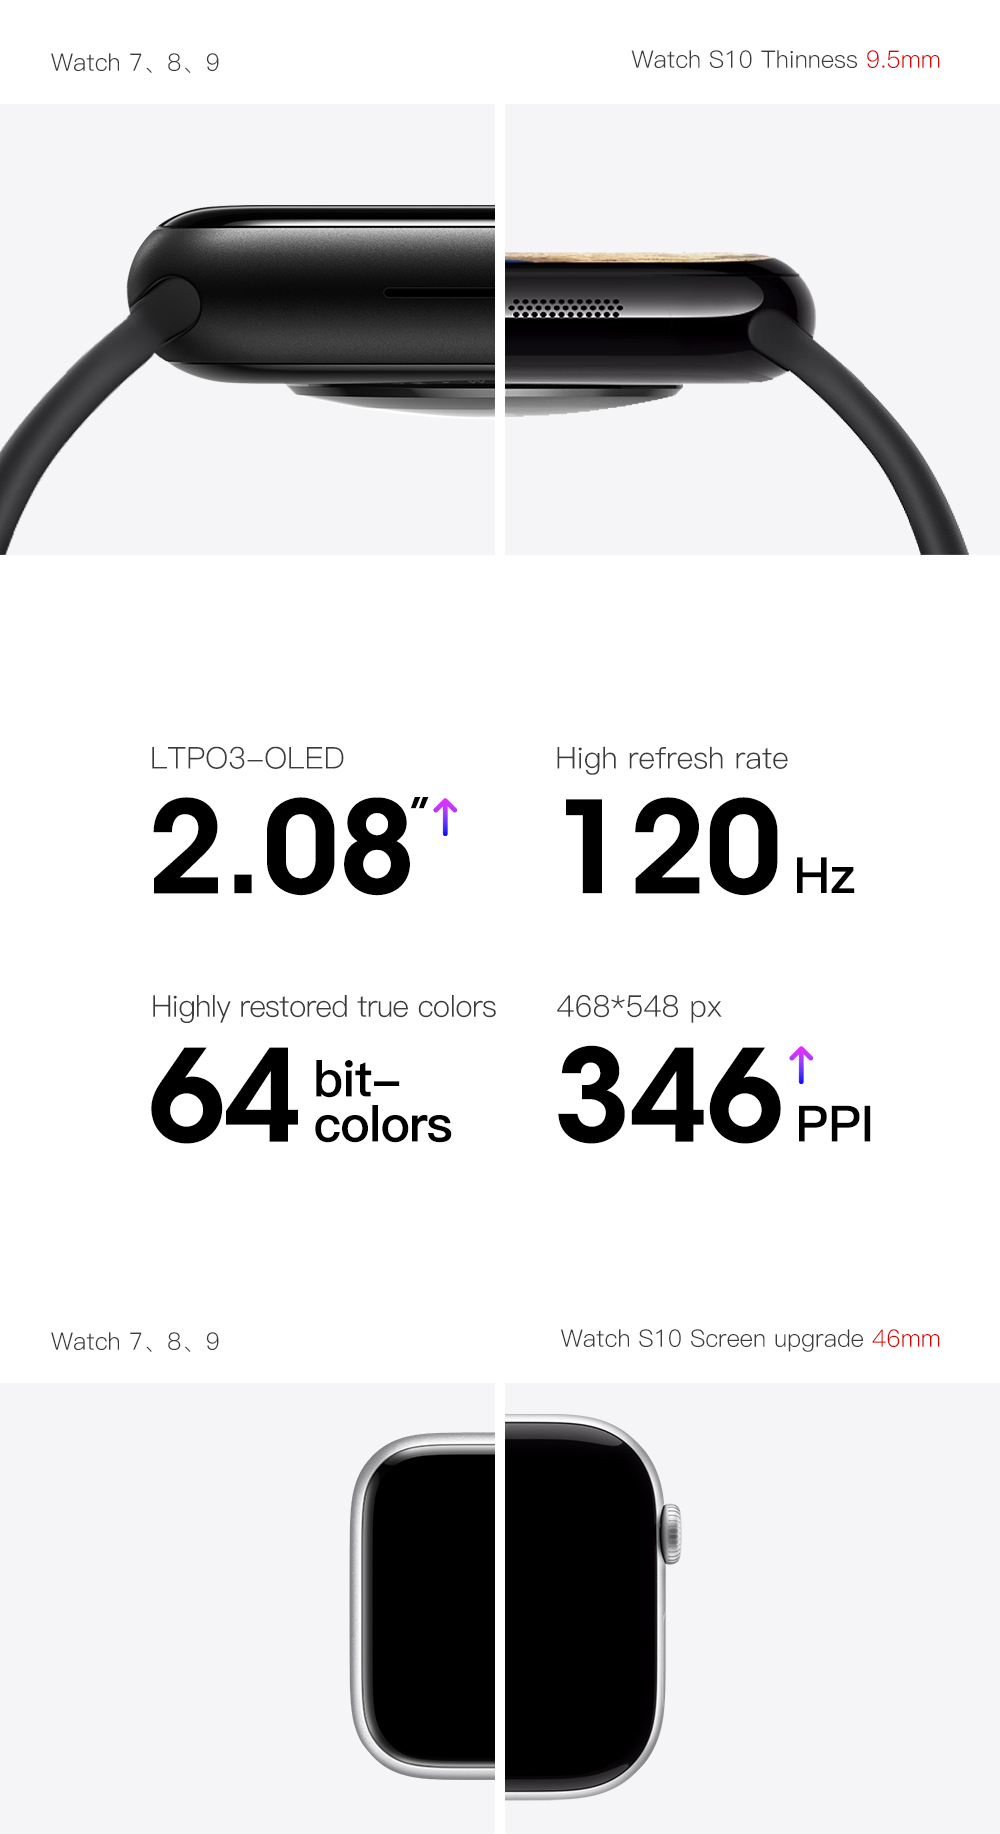 Watch 7、8、9
Watch S10 Thinness 9.5mm
LTPO3-OLED
2.08″↑
High refresh rate
120 Hz
Highly restored true colors
64 bit-
colors
468*548 px
346↑ PPI
Watch 7、8、9
Watch S10 Screen upgrade 46mm